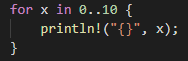 for x in 0..10 {
    println!("{}", x);
}